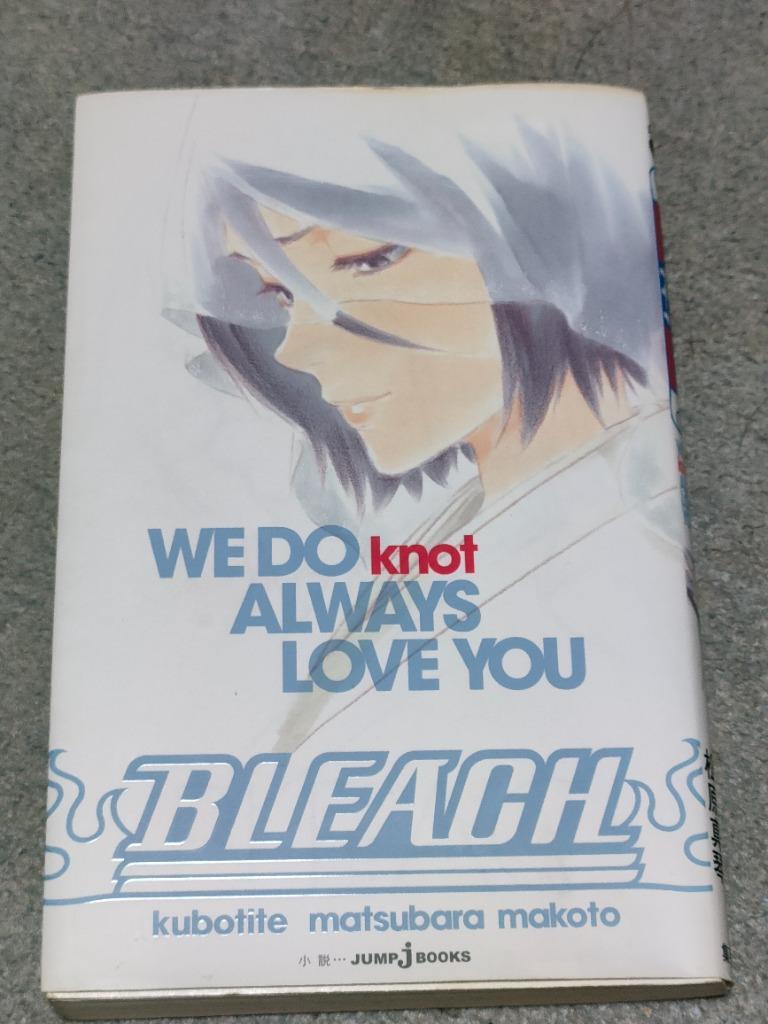 WE DO knot
ALWAYS
LOVE YOU
BLEACH
kubotite matsubara makoto
小説… JUMP j BOOKS